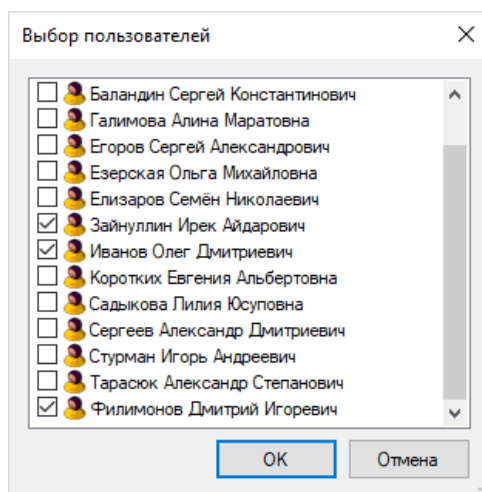 Выбор пользователей
Баландин Сергей Константинович
Галимова Алина Маратовна
Егоров Сергей Александрович
Езерская Ольга Михайловна
Елизаров Семён Николаевич
Зайнуллин Ирек Айдарович
Иванов Олег Дмитриевич
Коротких Евгения Альбертовна
Садыкова Лилия Юсуповна
Сергеев Александр Дмитриевич
Стурман Игорь Андреевич
Тарасюк Александр Степанович
Филимонов Дмитрий Игоревич
OK
Отмена